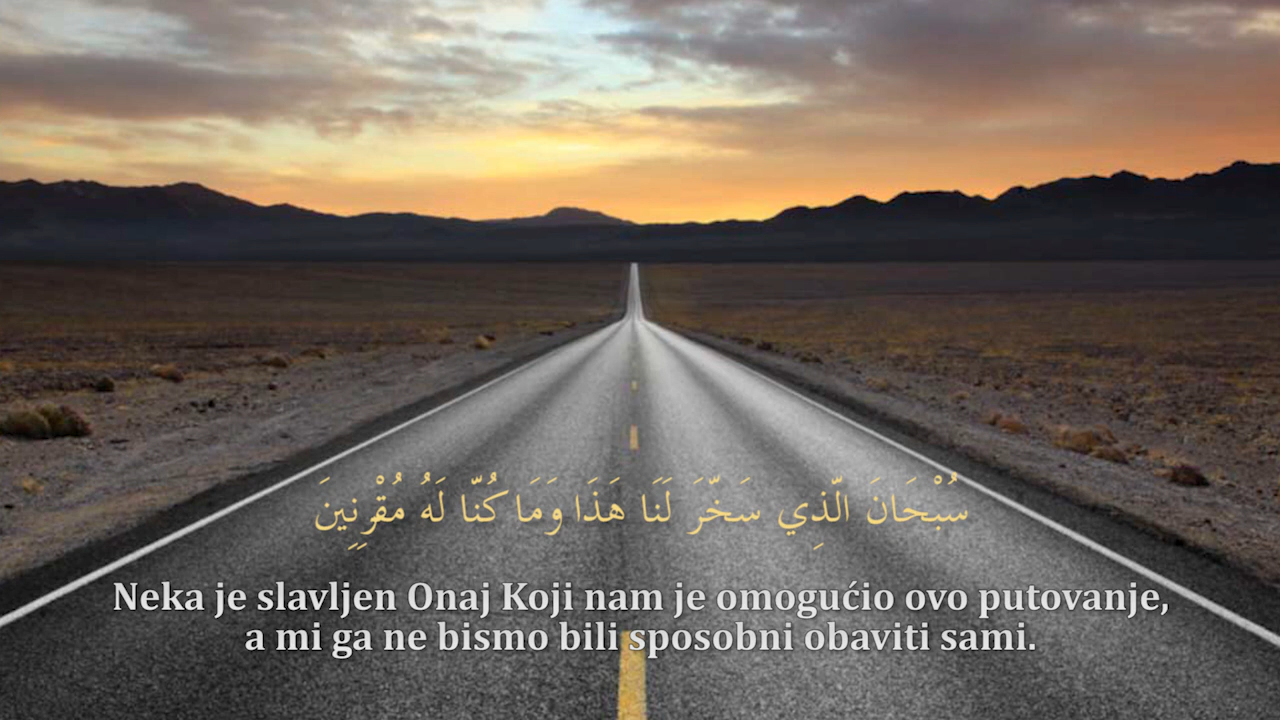 سُبْحَانَ الّذِي سَخّرَ لَنَا هَذَا وَمَا كُنّا لَهُ مُقْرِنِينَ
Neka je slavljen Onaj Koji nam je omogućio ovo putovanje,
a mi ga ne bismo bili sposobni obaviti sami.